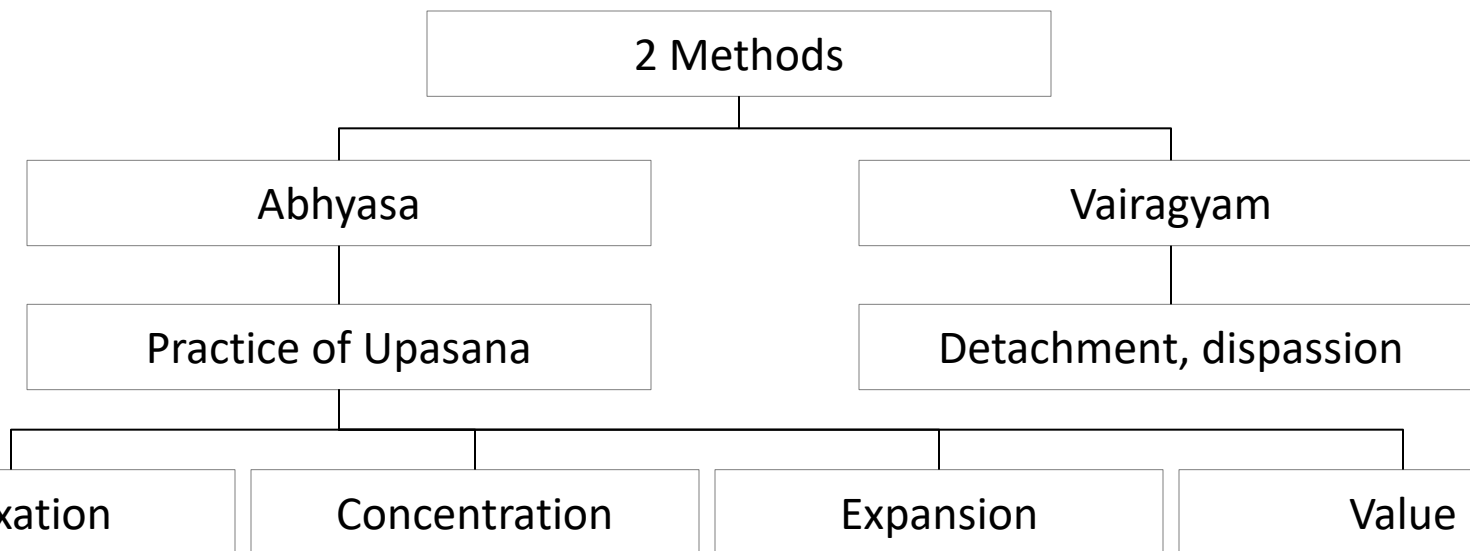 2 Methods
Abhyasa
Vairagyam
Practice of Upasana
Detachment, dispassion
xation
Concentration
Expansion
Value